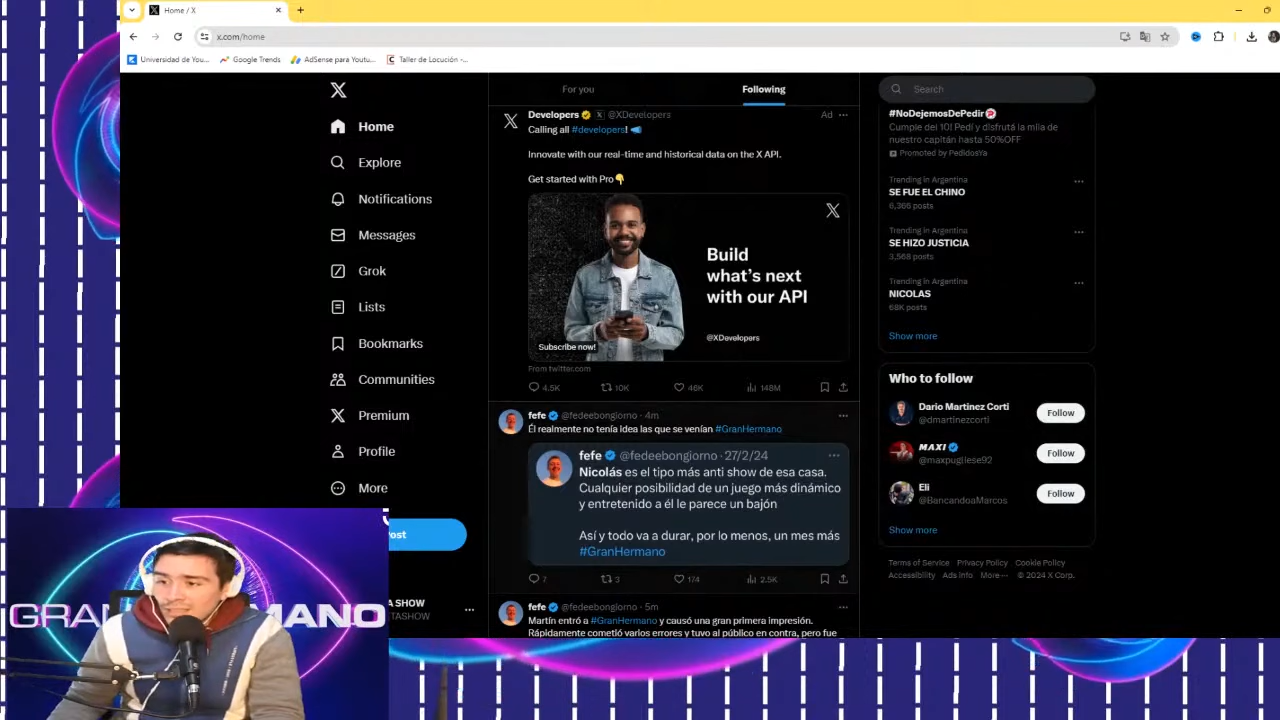 Home / X
x.com/home
Universidad de You...
Google Trends
AdSense para Youtu...
Taller de Locución -...
Home
Explore
Notifications
Messages
Grok
Lists
Bookmarks
Communities
Premium
Profile
More
ost
A SHOW
TASHOW
For you
Following
Developers @XDevelopers
Ad
Calling all #developers! 📣
Innovate with our real-time and historical data on the X API.
Get started with Pro👇
Build
what's next
with our API
@XDevelopers
Subscribe now!
From twitter.com
4.5K
10K
46K
148M
fefe @fedeebongiorno · 4m
Él realmente no tenía idea las que se venían #GranHermano
fefe @fedeebongiorno · 27/2/24
Nicolás es el tipo más anti show de esa casa.
Cualquier posibilidad de un juego más dinámico
y entretenido a él le parece un bajón
Así y todo va a durar, por lo menos, un mes más
#GranHermano
7
3
174
2.5K
fefe @fedeebongiorno · 5m
Martín entró a #GranHermano y causó una gran primera impresión.
Rápidamente cometió varios errores y tuvo al público en contra, pero fue
Search
#NoDejemosDePedir
Cumple del 10! Pedí y disfrutá la mila de
nuestro capitán hasta 50%OFF
Promoted by PedidosYa
Trending in Argentina
SE FUE EL CHINO
6,366 posts
Trending in Argentina
SE HIZO JUSTICIA
3,568 posts
Trending in Argentina
NICOLAS
68K posts
Show more
Who to follow
Dario Martinez Corti
@dmartinezcorti
Follow
MAXI
@maxpugliese92
Follow
Eli
@BancandoaMarcos
Follow
Show more
Terms of Service Privacy Policy Cookie Policy
Accessibility Ads info More··· © 2024 X Corp.
GRAN MANO